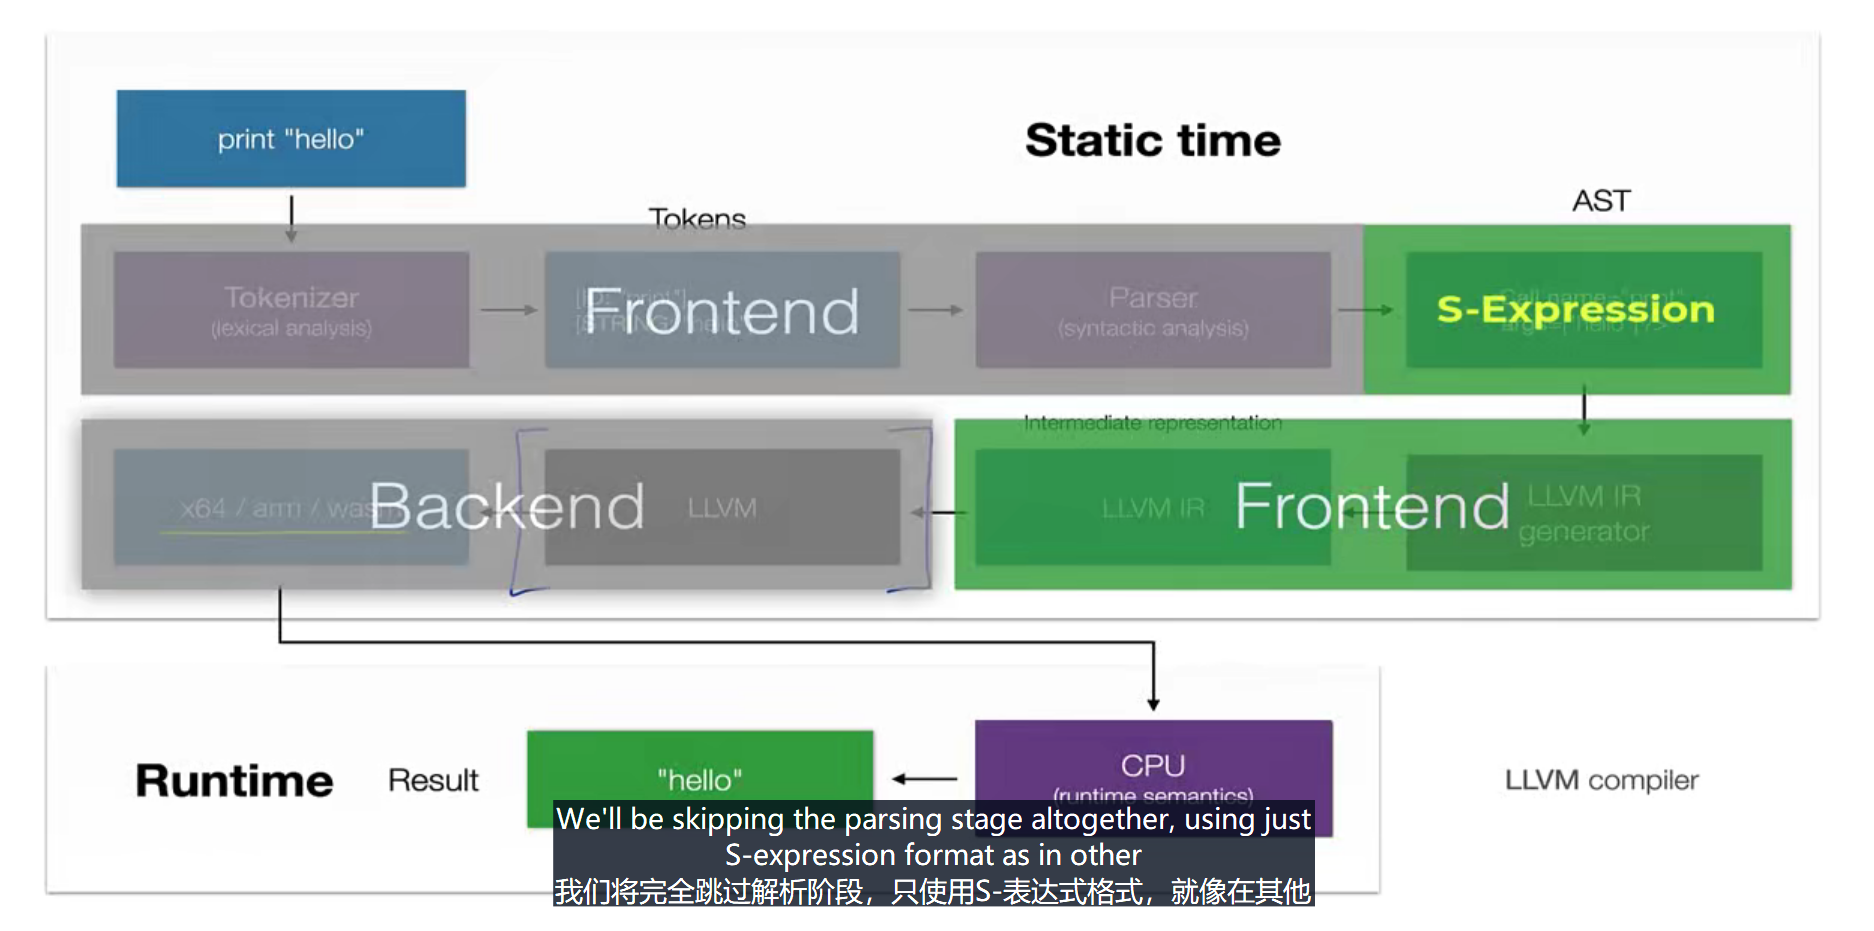 print "hello"
Static time
Tokens
AST
Tokenizer
(lexical analysis)
Frontend
Parser
(syntactic analysis)
S-Expression
Intermediate representation
x64 / arm / wasm
Backend
LLVM
LLVM IR
Frontend
LLVM IR
generator
Runtime
Result
"hello"
CPU
(runtime semantics)
LLVM compiler
We'll be skipping the parsing stage altogether, using just
S-expression format as in other
我们将完全跳过解析阶段，只使用S-表达式格式，就像在其他